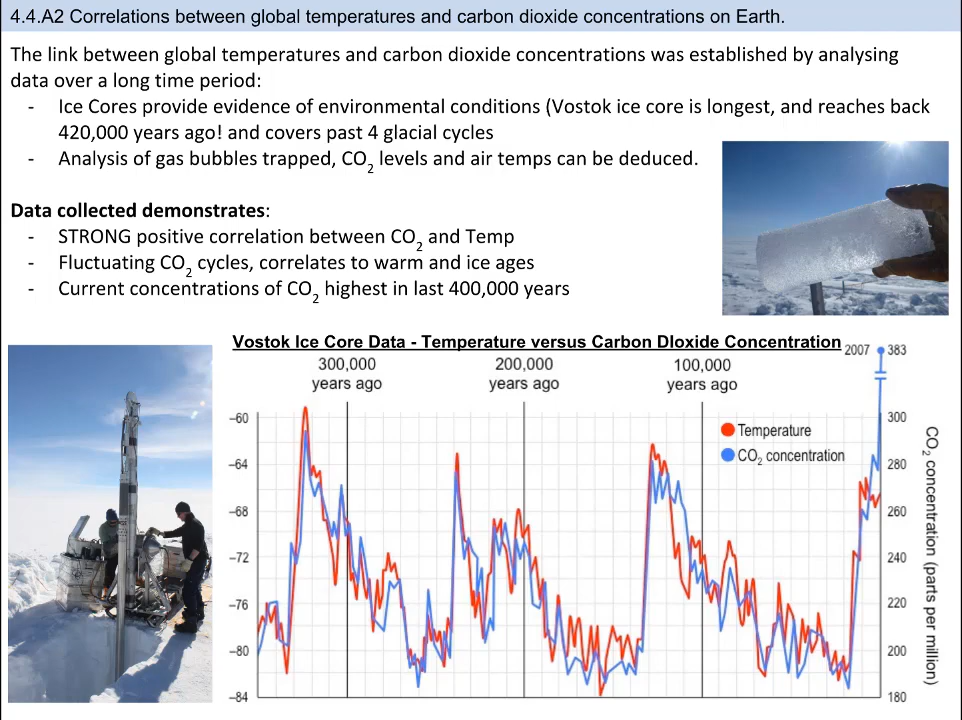 4.4.A2 Correlations between global temperatures and carbon dioxide concentrations on Earth.
The link between global temperatures and carbon dioxide concentrations was established by analysing
data over a long time period:
- Ice Cores provide evidence of environmental conditions (Vostok ice core is longest, and reaches back
420,000 years ago! and covers past 4 glacial cycles
- Analysis of gas bubbles trapped, CO₂ levels and air temps can be deduced.
Data collected demonstrates:
- STRONG positive correlation between CO₂ and Temp
- Fluctuating CO₂ cycles, correlates to warm and ice ages
- Current concentrations of CO₂ highest in last 400,000 years
Vostok Ice Core Data - Temperature versus Carbon DIoxide Concentration
2007 383
300,000 years ago
200,000 years ago
100,000 years ago
–60
–64
–68
–72
–76
–80
–84
Temperature
CO₂ concentration
300
280
260
240
220
200
180
CO₂ concentration (parts per million)